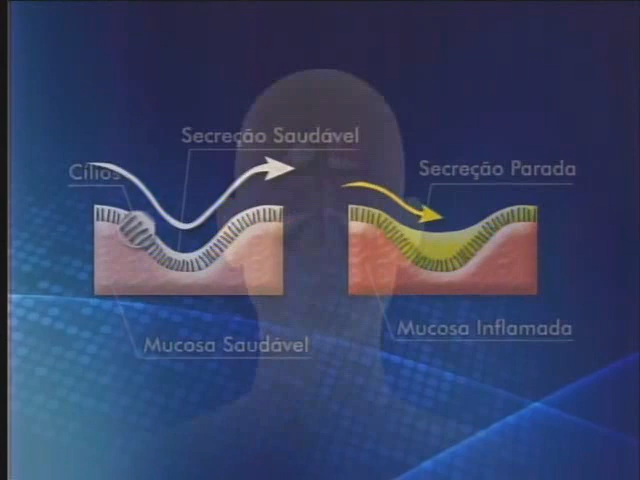 Secreção Saudável
Cílios
Mucosa Saudável
Secreção Parada
Mucosa Inflamada